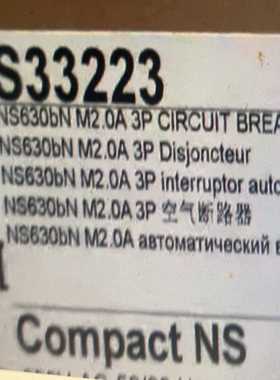 S33223
NS630bN M2.0A 3P CIRCUIT BREA
NS630bN M2.0A 3P Disjoncteur
NS630bN M2.0A 3P interruptor auto
NS630bN M2.0A 3P 空气断路器
NS630bN M2.0A автоматический в
Compact NS